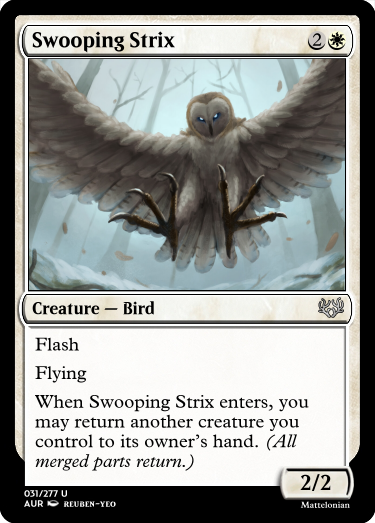 Swooping Strix 2
Creature — Bird
Flash
Flying
When Swooping Strix enters, you
may return another creature you
control to its owner's hand. (All
merged parts return.)
2/2
031/277 U
AUR REUBEN-YEO
Mattelonian